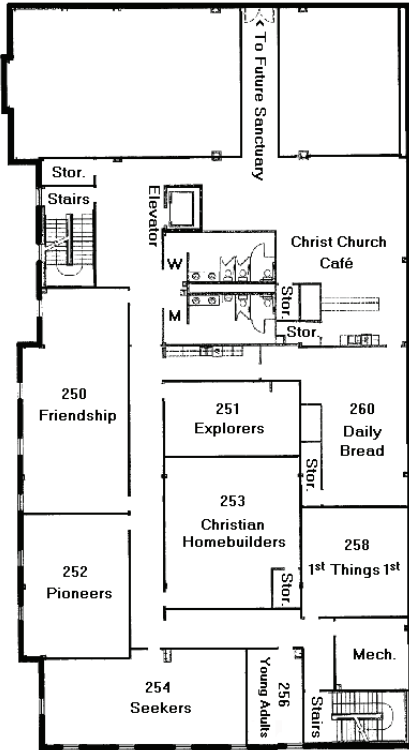 To Future Sanctuary
Stor.
Stairs
Elevator
Christ Church
Café
W
M
Stor.
Stor.
250
Friendship
251
Explorers
260
Daily
Bread
Stor.
253
Christian
Homebuilders
Stor.
258
1st Things 1st
252
Pioneers
Mech.
254
Seekers
256
Young Adults
Stairs